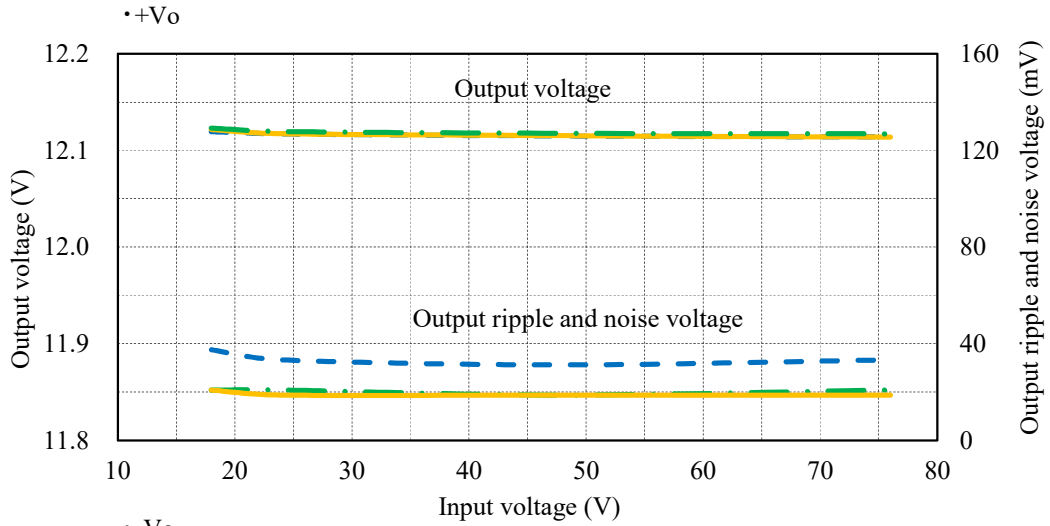 ・+Vo
12.2
12.1
12.0
11.9
11.8
Output voltage (V)
Output voltage
Output ripple and noise voltage
160
120
80
40
0
Output ripple and noise voltage (mV)
10 20 30 40 50 60 70 80
Input voltage (V)